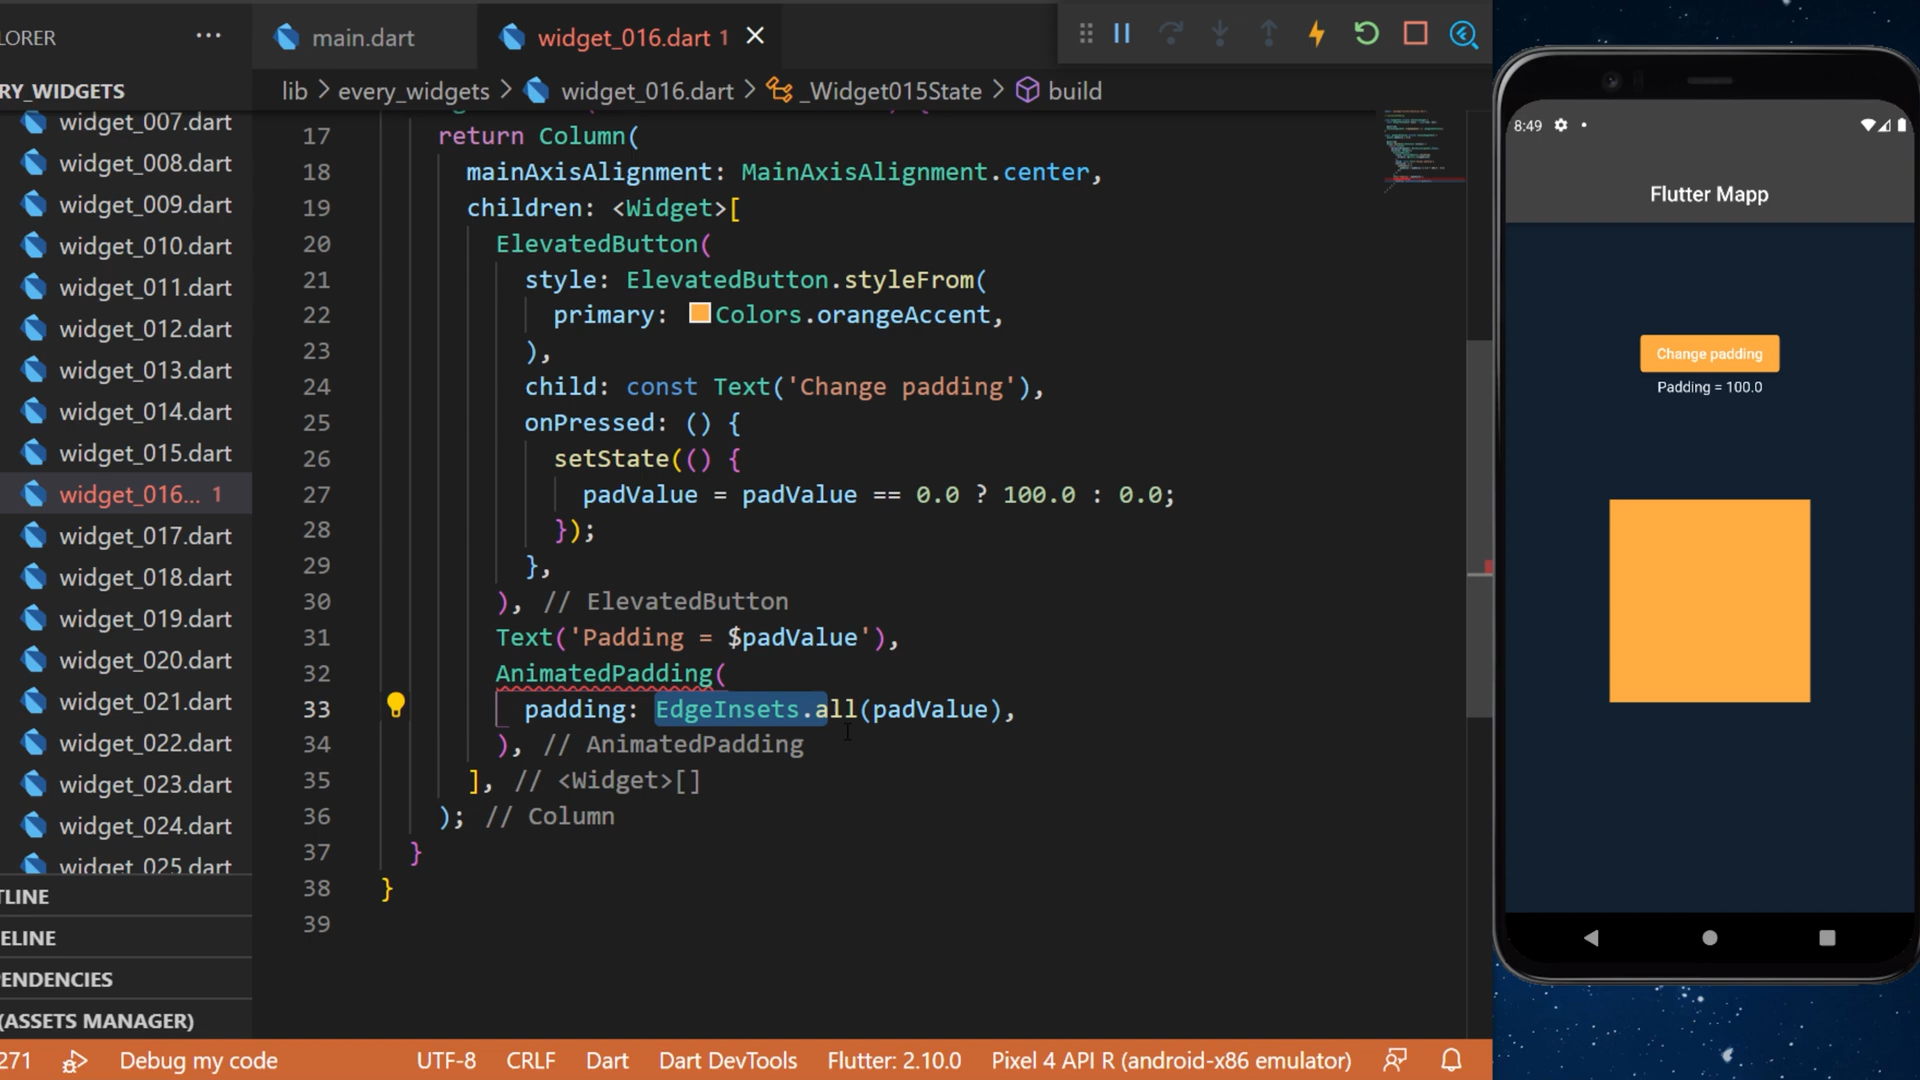 LORER
main.dart
widget_016.dart 1
RY_WIDGETS
lib > every_widgets > widget_016.dart > _Widget015State > build
widget_007.dart
widget_008.dart
widget_009.dart
widget_010.dart
widget_011.dart
widget_012.dart
widget_013.dart
widget_014.dart
widget_015.dart
widget_016... 1
widget_017.dart
widget_018.dart
widget_019.dart
widget_020.dart
widget_021.dart
widget_022.dart
widget_023.dart
widget_024.dart
widget_025.dart
TLINE
ELINE
PENDENCIES
(ASSETS MANAGER)
17 return Column(
18 mainAxisAlignment: MainAxisAlignment.center,
19 children: <Widget>[
20 ElevatedButton(
21 style: ElevatedButton.styleFrom(
22 primary: Colors.orangeAccent,
23 ),
24 child: const Text('Change padding'),
25 onPressed: () {
26 setState(() {
27 padValue = padValue == 0.0 ? 100.0 : 0.0;
28 });
29 },
30 ), // ElevatedButton
31 Text('Padding = $padValue'),
32 AnimatedPadding(
33 padding: EdgeInsets.all(padValue),
34 ), // AnimatedPadding
35 ], // <Widget>[]
36 ); // Column
37 }
38 }
39
8:49
Flutter Mapp
Change padding
Padding = 100.0
271 Debug my code UTF-8 CRLF Dart Dart DevTools Flutter: 2.10.0 Pixel 4 API R (android-x86 emulator)